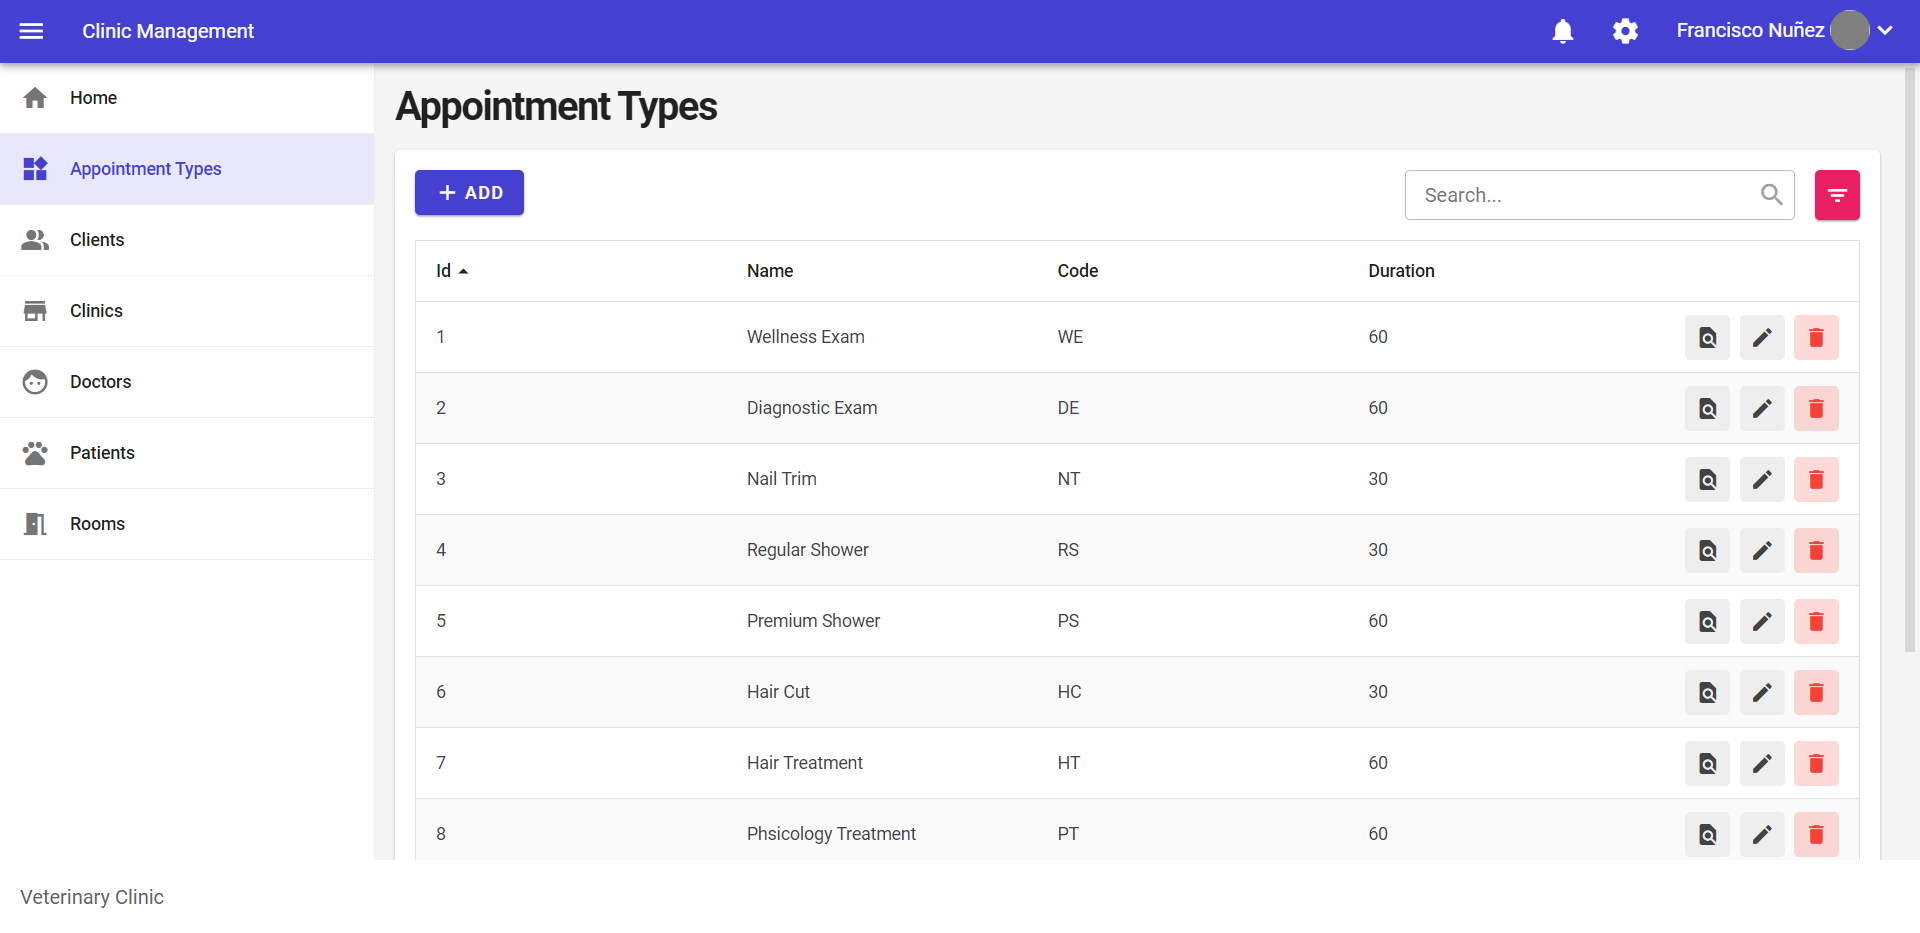 Clinic Management
Francisco Nuñez
Home
Appointment Types
Clients
Clinics
Doctors
Patients
Rooms
Appointment Types
ADD
Search...
Id Name Code Duration
1 Wellness Exam WE 60
2 Diagnostic Exam DE 60
3 Nail Trim NT 30
4 Regular Shower RS 30
5 Premium Shower PS 60
6 Hair Cut HC 30
7 Hair Treatment HT 60
8 Phsicology Treatment PT 60
Veterinary Clinic